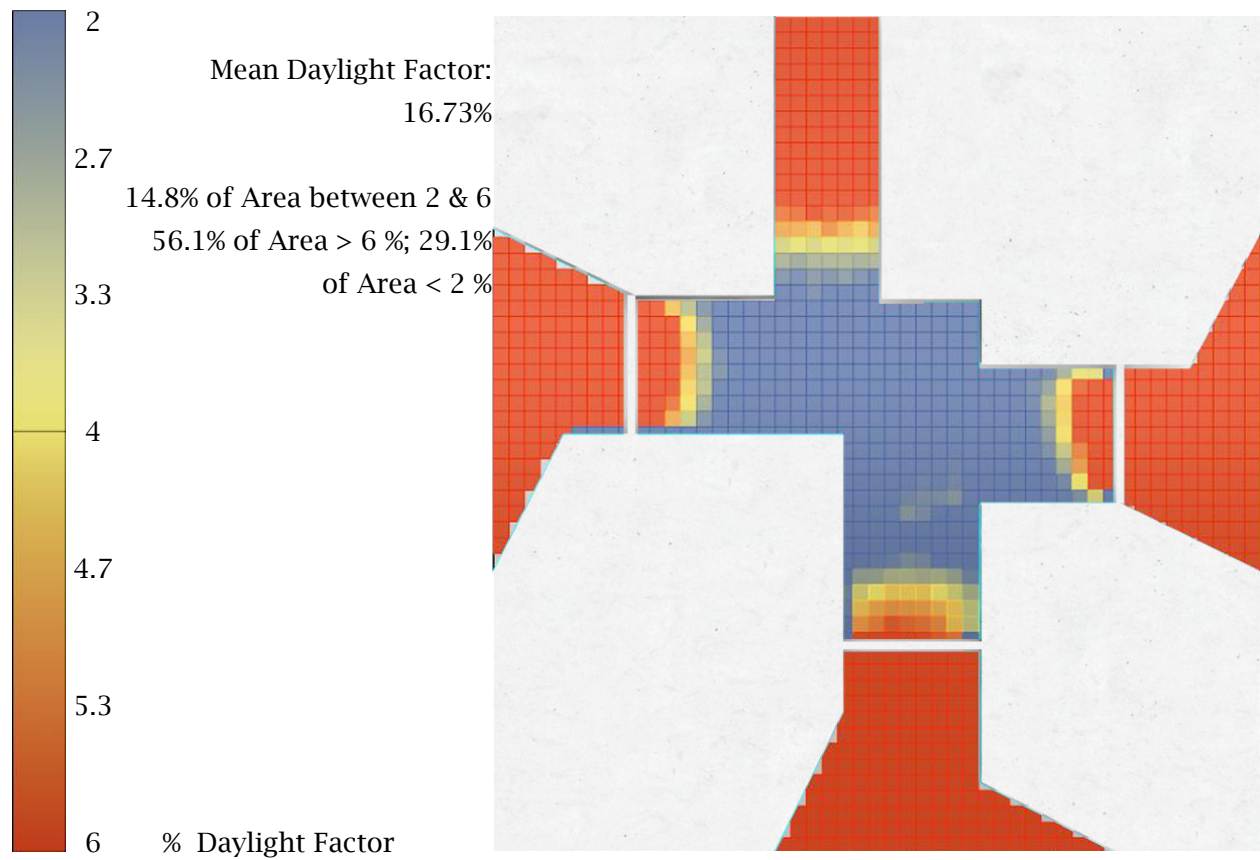 2
Mean Daylight Factor:
16.73%
2.7
14.8% of Area between 2 & 6
56.1% of Area > 6 %; 29.1%
of Area < 2 %
3.3
4
4.7
5.3
6
% Daylight Factor